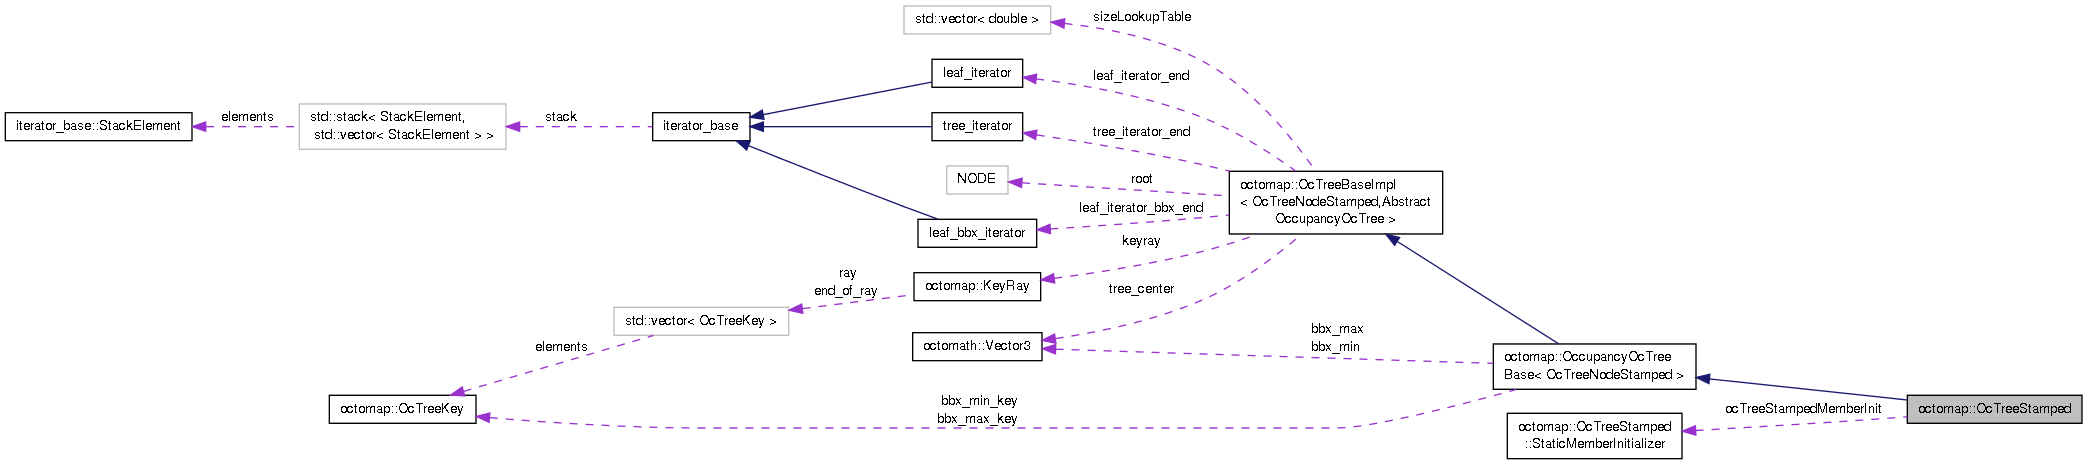 std::vector< double >
sizeLookupTable
leaf_iterator
leaf_iterator_end
iterator_base::StackElement
elements
std::stack< StackElement,
std::vector< StackElement > >
stack
iterator_base
tree_iterator
tree_iterator_end
NODE
root
octomap::OcTreeBaseImpl
< OcTreeNodeStamped,Abstract
OccupancyOcTree >
leaf_bbx_iterator
leaf_iterator_bbx_end
keyray
octomap::KeyRay
ray
end_of_ray
tree_center
std::vector< OcTreeKey >
elements
octomath::Vector3
bbx_max
bbx_min
octomap::OccupancyOcTree
Base< OcTreeNodeStamped >
octomap::OcTreeKey
bbx_min_key
bbx_max_key
ocTreeStampedMemberInit
octomap::OcTreeStamped
octomap::OcTreeStamped
::StaticMemberInitializer